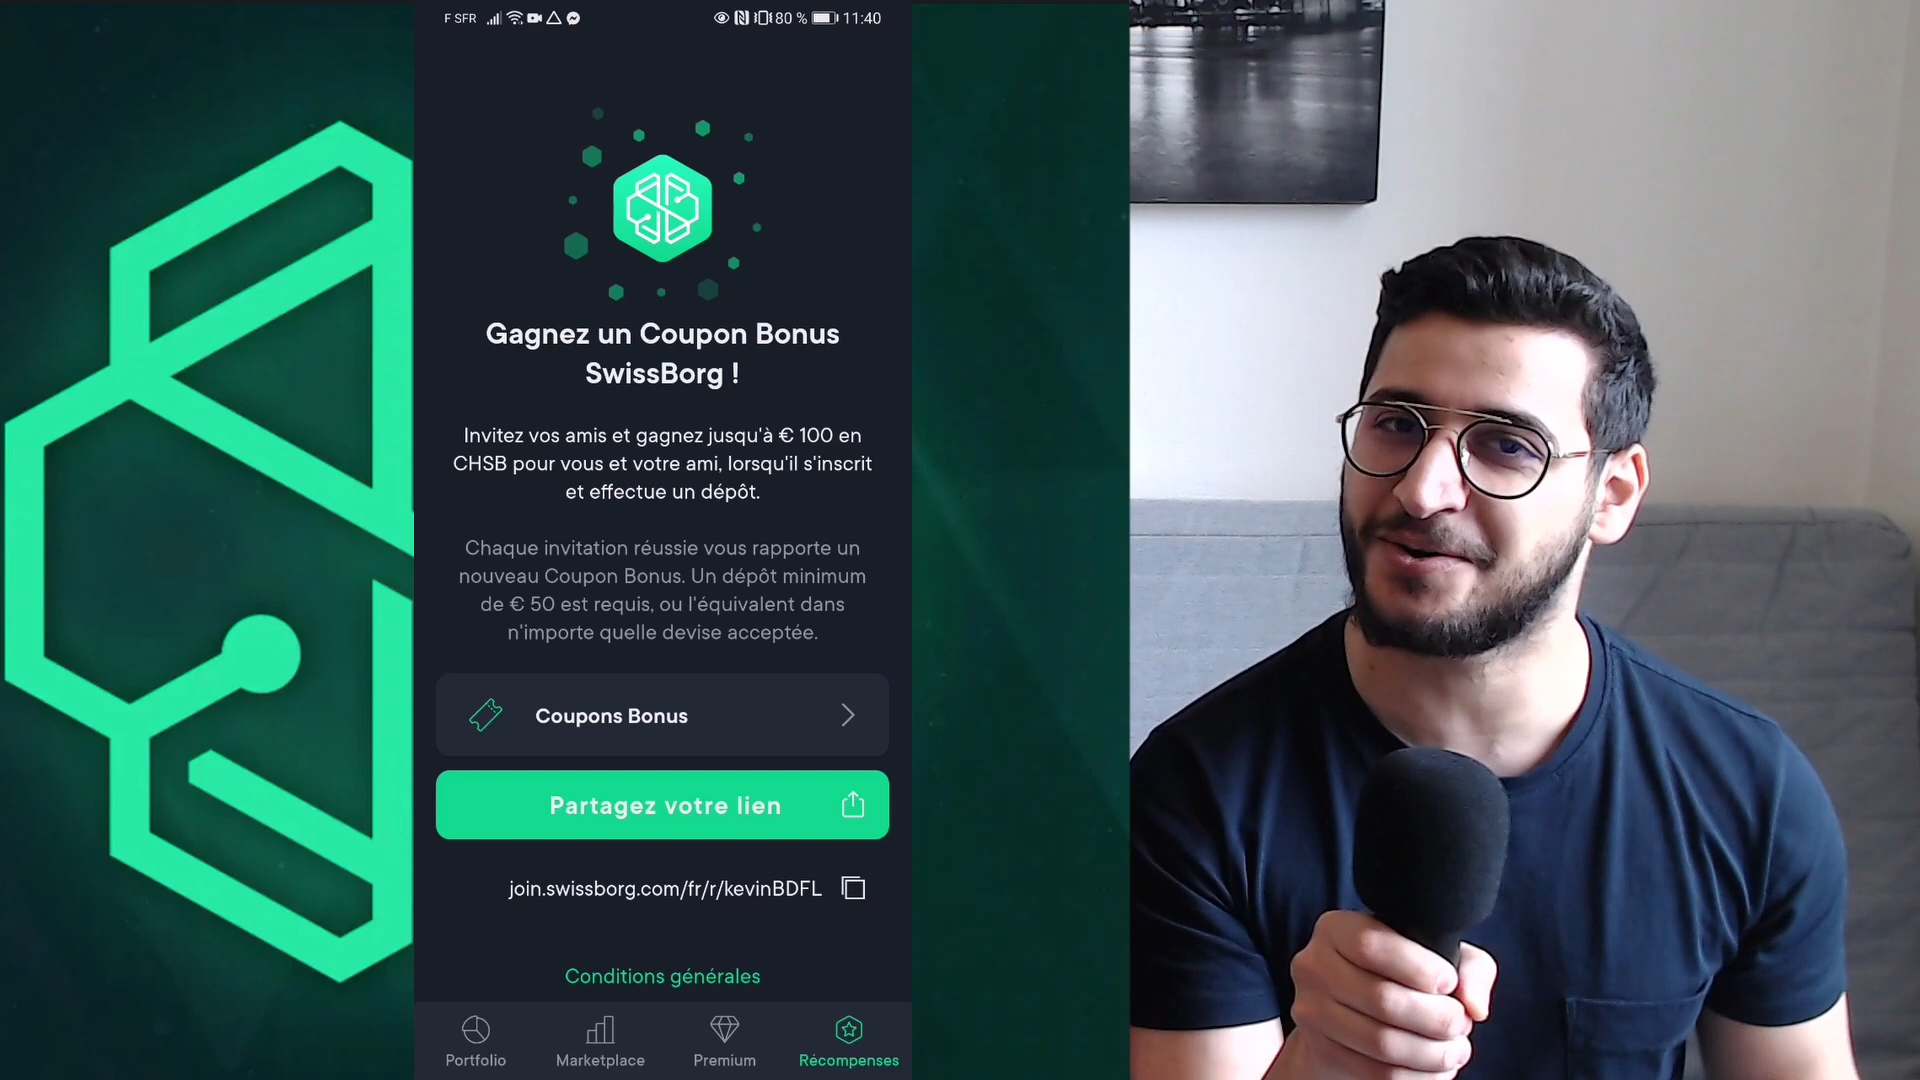 F SFR 80 % 11:40
Gagnez un Coupon Bonus
SwissBorg !
Invitez vos amis et gagnez jusqu'à € 100 en
CHSB pour vous et votre ami, lorsqu'il s'inscrit
et effectue un dépôt.
Chaque invitation réussie vous rapporte un
nouveau Coupon Bonus. Un dépôt minimum
de € 50 est requis, ou l'équivalent dans
n'importe quelle devise acceptée.
Coupons Bonus
Partagez votre lien
join.swissborg.com/fr/r/kevinBDFL
Conditions générales
Portfolio Marketplace Premium Récompenses